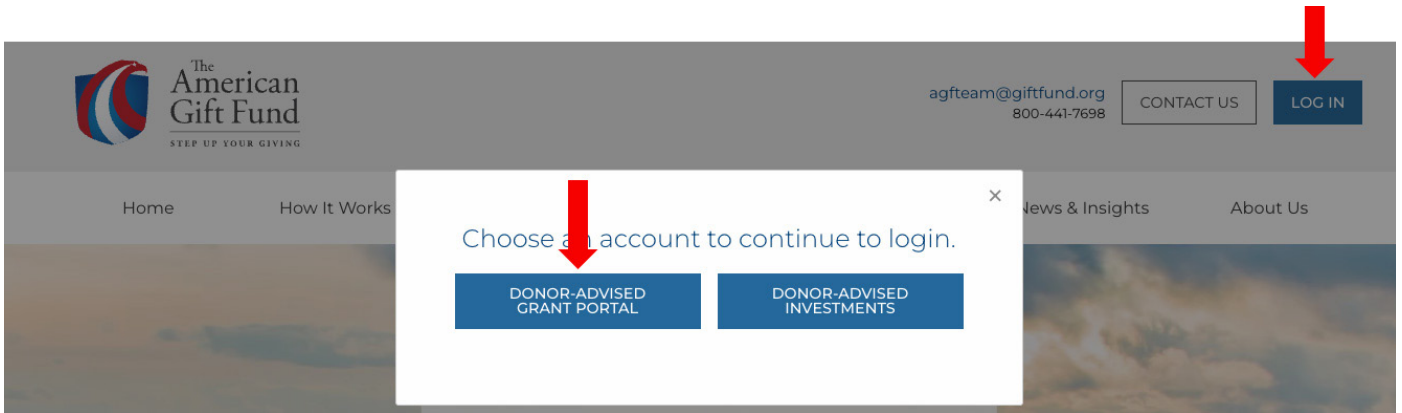 The
American
Gift Fund
STEP UP YOUR GIVING
agfteam@giftfund.org
800-441-7698
CONTACT US
LOG IN
Home
How It Works
News & Insights
About Us
×
Choose an account to continue to login.
DONOR-ADVISED
GRANT PORTAL
DONOR-ADVISED
INVESTMENTS